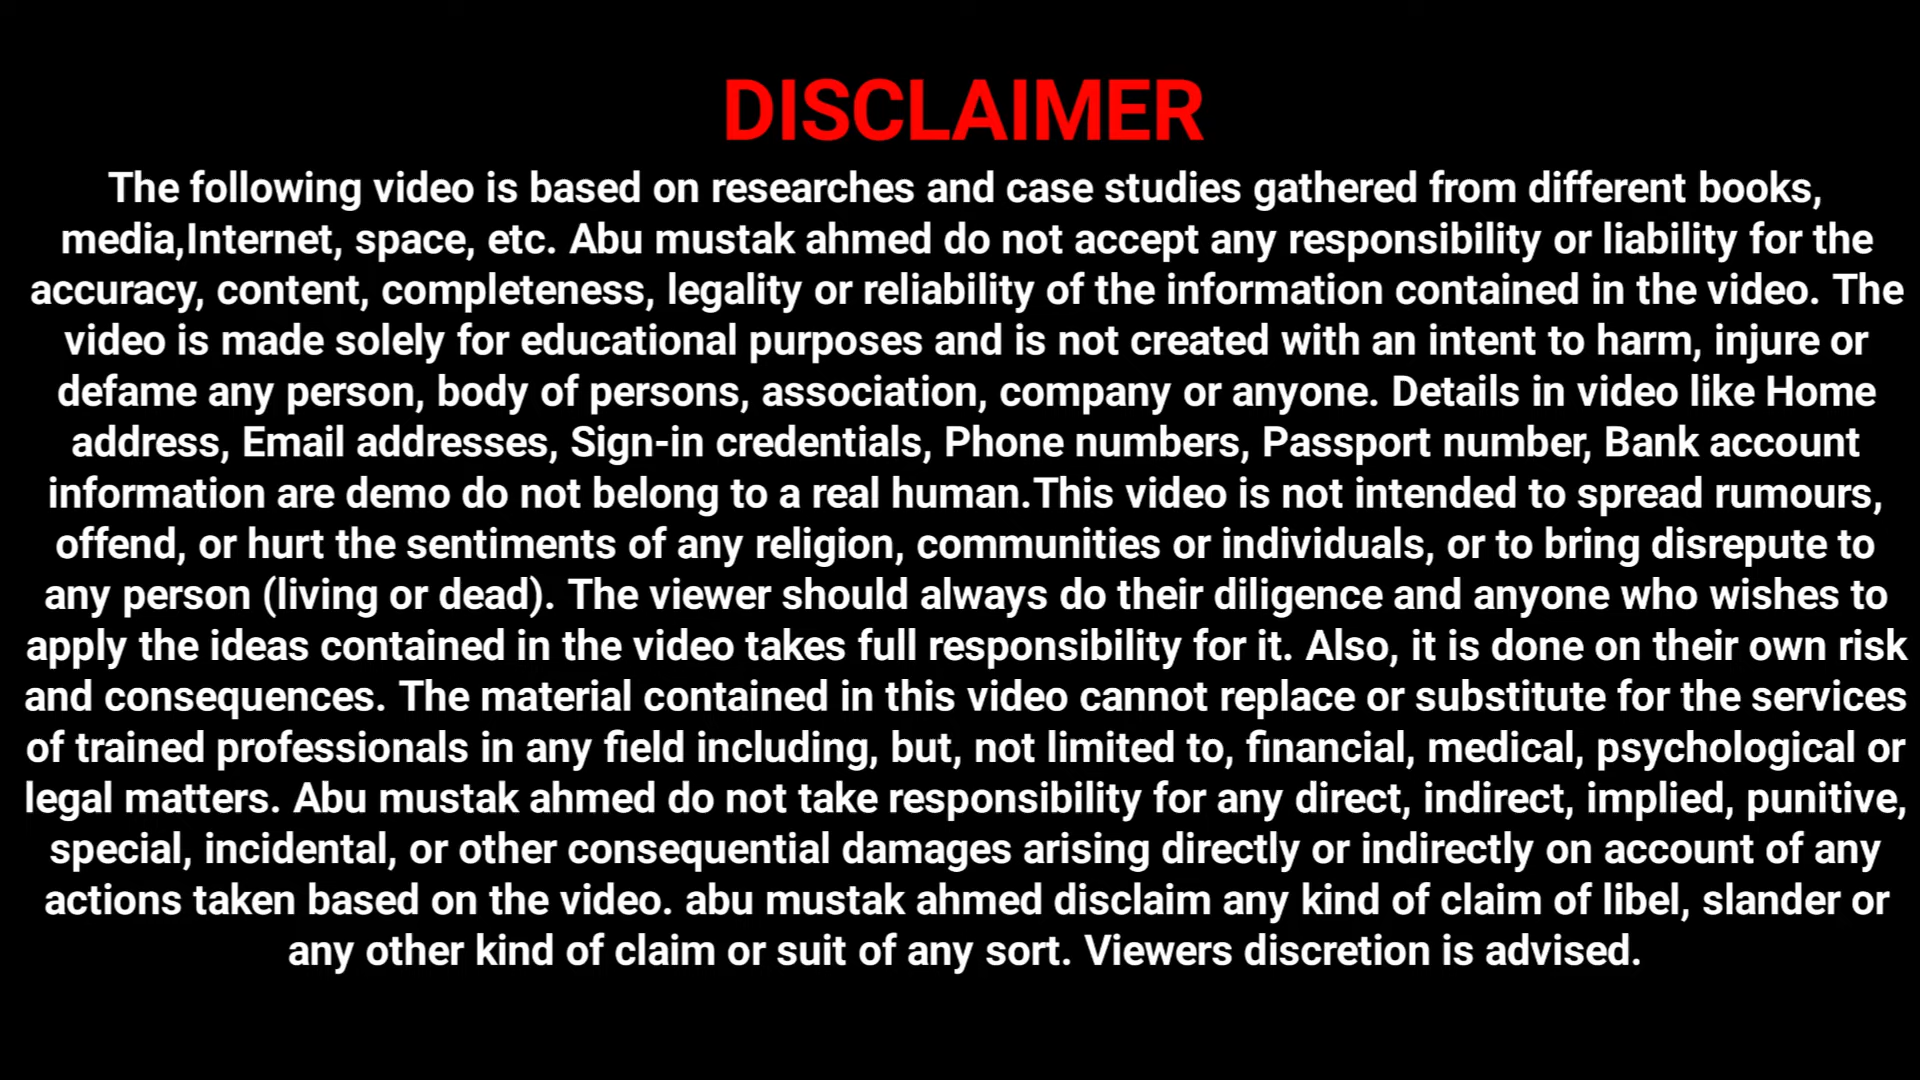 DISCLAIMER
The following video is based on researches and case studies gathered from different books,
media,Internet, space, etc. Abu mustak ahmed do not accept any responsibility or liability for the
accuracy, content, completeness, legality or reliability of the information contained in the video. The
video is made solely for educational purposes and is not created with an intent to harm, injure or
defame any person, body of persons, association, company or anyone. Details in video like Home
address, Email addresses, Sign-in credentials, Phone numbers, Passport number, Bank account
information are demo do not belong to a real human.This video is not intended to spread rumours,
offend, or hurt the sentiments of any religion, communities or individuals, or to bring disrepute to
any person (living or dead). The viewer should always do their diligence and anyone who wishes to
apply the ideas contained in the video takes full responsibility for it. Also, it is done on their own risk
and consequences. The material contained in this video cannot replace or substitute for the services
of trained professionals in any field including, but, not limited to, financial, medical, psychological or
legal matters. Abu mustak ahmed do not take responsibility for any direct, indirect, implied, punitive,
special, incidental, or other consequential damages arising directly or indirectly on account of any
actions taken based on the video. abu mustak ahmed disclaim any kind of claim of libel, slander or
any other kind of claim or suit of any sort. Viewers discretion is advised.